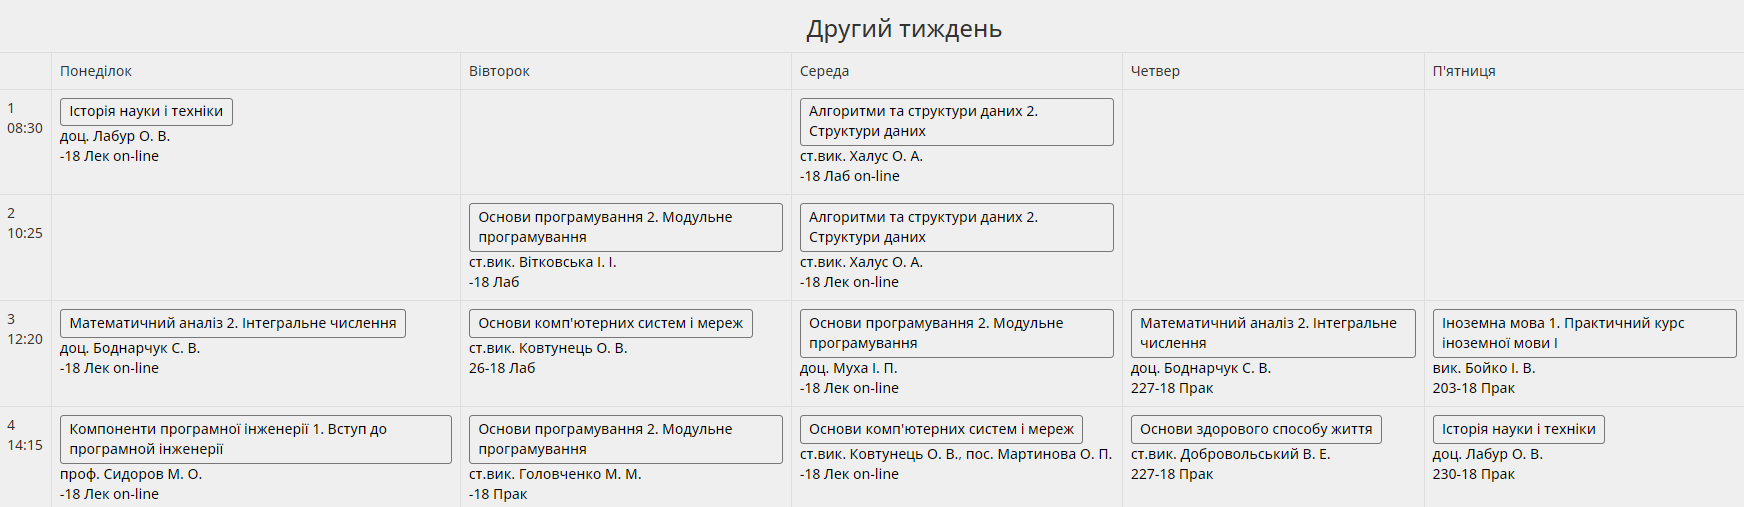 Другий тиждень
Понеділок
Вівторок
Середа
Четвер
П'ятниця
1
08:30
Історія науки і техніки
доц. Лабур О. В.
-18 Лек on-line
Алгоритми та структури даних 2.
Структури даних
ст.вик. Халус О. А.
-18 Лаб on-line
2
10:25
Основи програмування 2. Модульне
програмування
ст.вик. Вітковська І. І.
-18 Лаб
Алгоритми та структури даних 2.
Структури даних
ст.вик. Халус О. А.
-18 Лек on-line
3
12:20
Математичний аналіз 2. Інтегральне числення
доц. Боднарчук С. В.
-18 Лек on-line
Основи комп'ютерних систем і мереж
ст.вик. Ковтунець О. В.
26-18 Лаб
Основи програмування 2. Модульне
програмування
доц. Муха І. П.
-18 Лек on-line
Математичний аналіз 2. Інтегральне
числення
доц. Боднарчук С. В.
227-18 Прак
Іноземна мова 1. Практичний курс
іноземної мови І
вик. Бойко І. В.
203-18 Прак
4
14:15
Компоненти програмної інженерії 1. Вступ до
програмної інженерії
проф. Сидоров М. О.
-18 Лек on-line
Основи програмування 2. Модульне
програмування
ст.вик. Головченко М. М.
-18 Прак
Основи комп'ютерних систем і мереж
ст.вик. Ковтунець О. В., пос. Мартинова О. П.
-18 Лек on-line
Основи здорового способу життя
ст.вик. Добровольський В. Е.
227-18 Прак
Історія науки і техніки
доц. Лабур О. В.
230-18 Прак